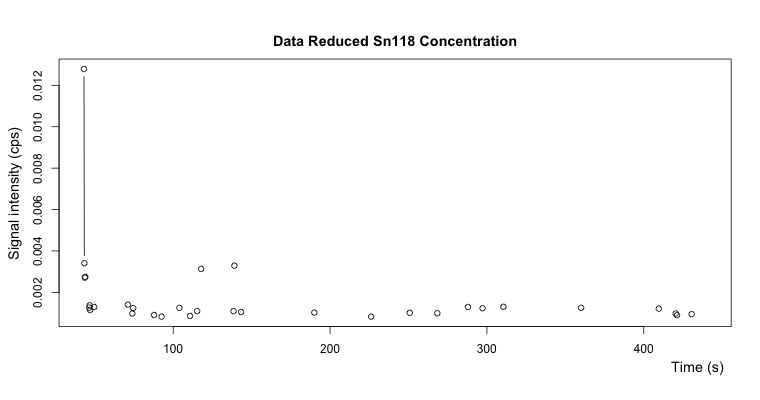 Data Reduced Sn118 Concentration
Signal intensity (cps)
0.012
0.010
0.008
0.006
0.004
0.002
100 200 300 400
Time (s)